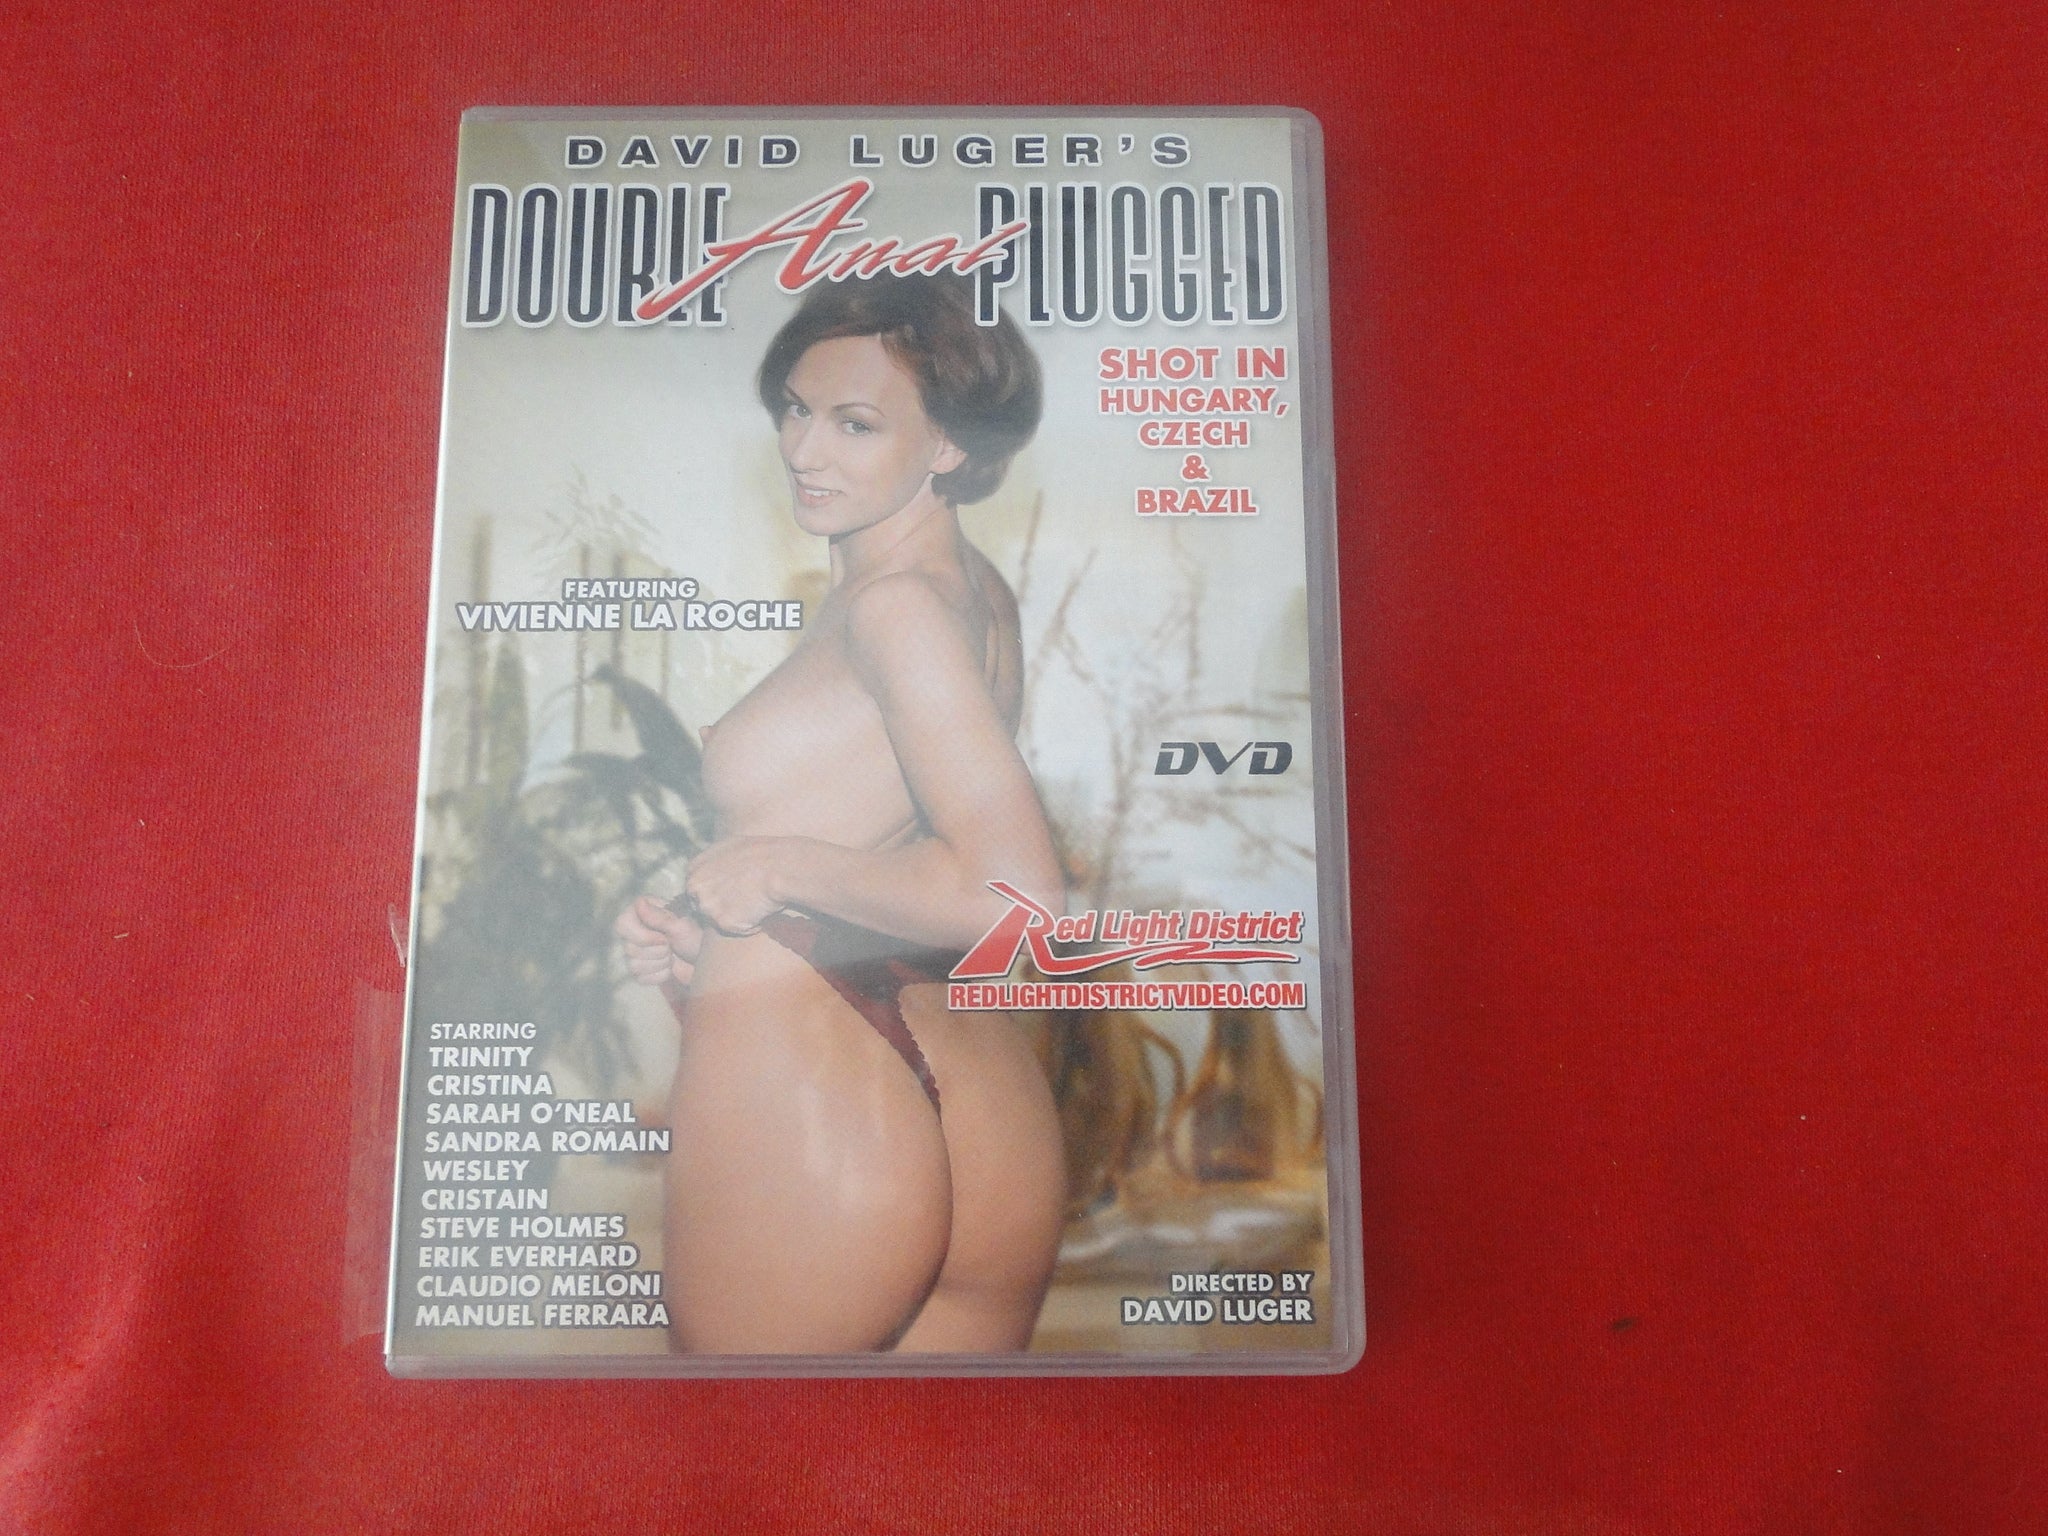 DAVID LUGER'S
DOUBLE Anal PLUGGED
SHOT IN
HUNGARY,
CZECH
&
BRAZIL
FEATURING
VIVIENNE LA ROCHE
DVD
Red Light District
REDLIGHTDISTRICTVIDEO.COM
STARRING
TRINITY
CRISTINA
SARAH O'NEAL
SANDRA ROMAIN
WESLEY
CRISTAIN
STEVE HOLMES
ERIK EVERHARD
CLAUDIO MELONI
MANUEL FERRARA
DIRECTED BY
DAVID LUGER